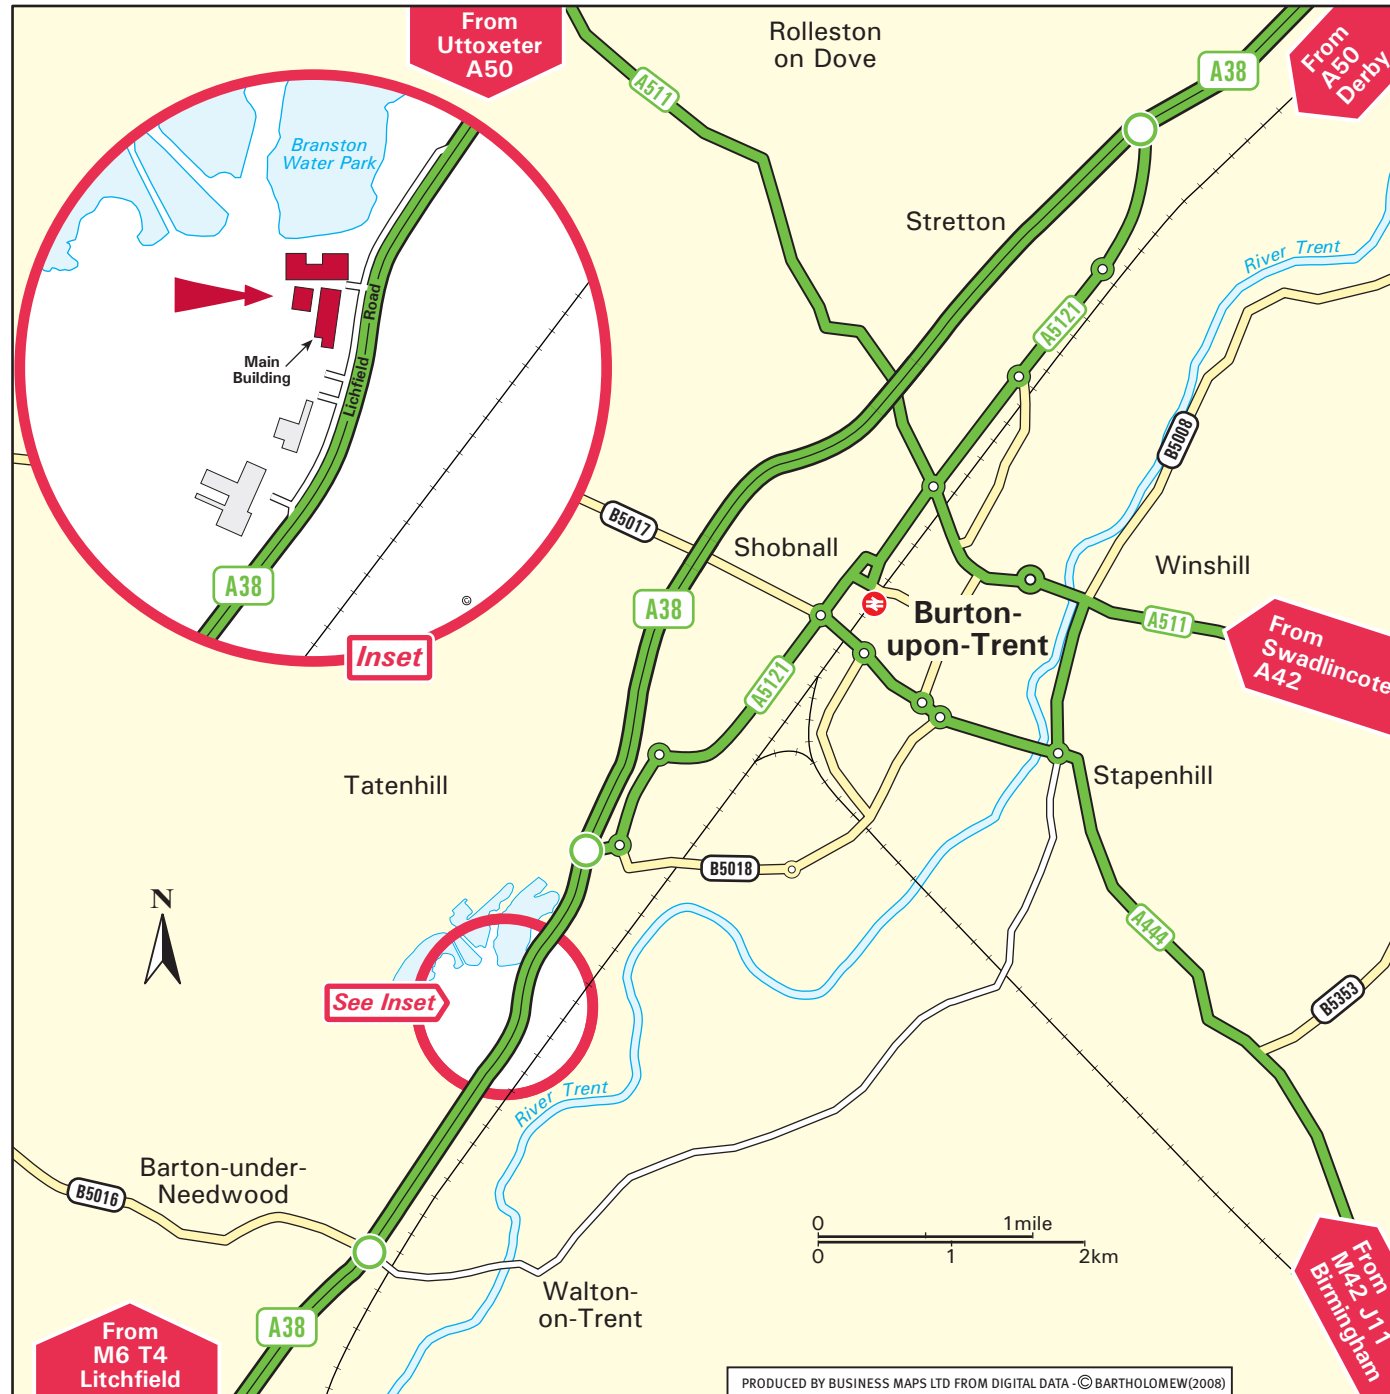 From
Uttoxeter
A50
Rolleston
on Dove
A38
From
A50
Derby
A511
Branston
Water Park
Stretton
River Trent
A5121
Road
Lichfield
Main
Building
B5008
B5017
Shobnall
Winshill
A38
A38
Burton-
upon-Trent
A511
From
Swadlincote
A42
©
Inset
A5121
Tatenhill
Stapenhill
B5018
N
A444
See Inset
B5353
River Trent
Barton-under-
Needwood
B5016
0 1mile
0 1 2km
Walton-
on-Trent
A38
From
M6 T4
Litchfield
From
M42 J11
Birmingham
PRODUCED BY BUSINESS MAPS LTD FROM DIGITAL DATA - © BARTHOLOMEW(2008)